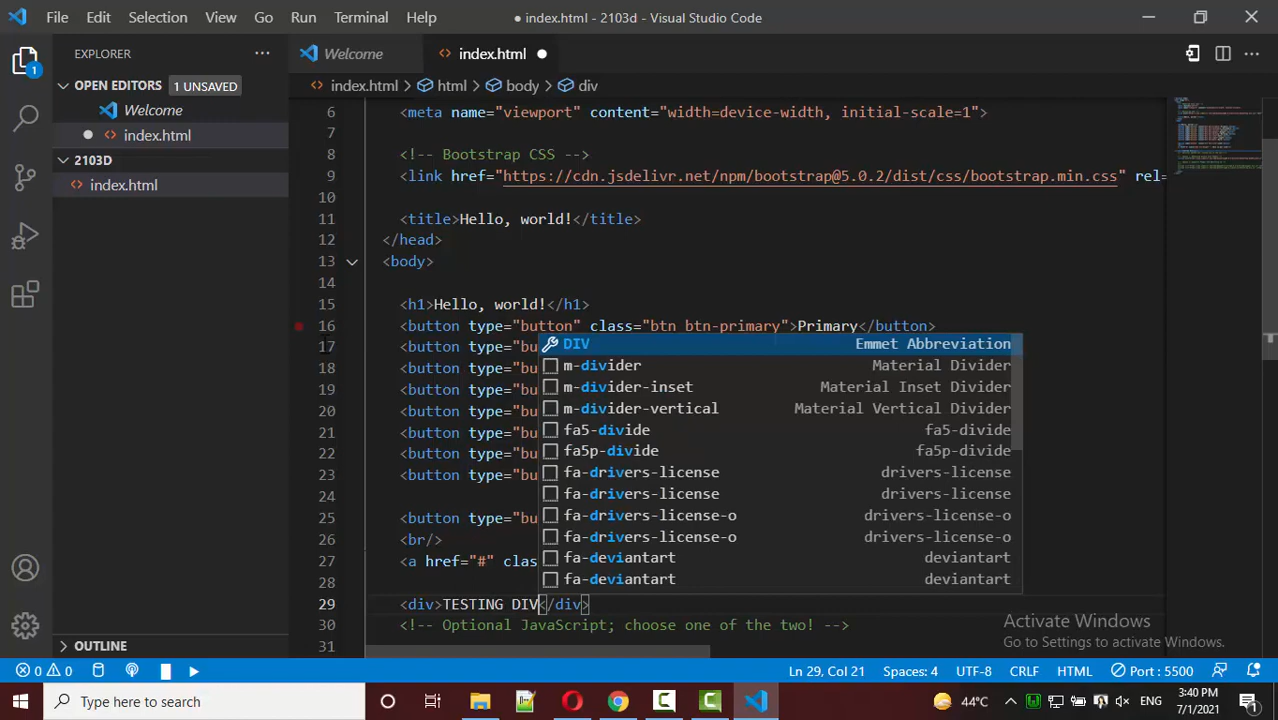 File Edit Selection View Go Run Terminal Help ● index.html - 2103d - Visual Studio Code
EXPLORER
OPEN EDITORS 1 UNSAVED
Welcome
index.html
2103D
index.html
OUTLINE
1
Welcome
index.html
index.html > html > body > div
6 <meta name="viewport" content="width=device-width, initial-scale=1">
7
8 <!-- Bootstrap CSS -->
9 <link href="https://cdn.jsdelivr.net/npm/bootstrap@5.0.2/dist/css/bootstrap.min.css" rel=
10
11 <title>Hello, world!</title>
12 </head>
13 <body>
14
15 <h1>Hello, world!</h1>
16 <button type="button" class="btn btn-primary">Primary</button>
17 <button type="bu
18 <button type="bu
19 <button type="bu
20 <button type="bu
21 <button type="bu
22 <button type="bu
23 <button type="bu
24
25 <button type="bu
26 <br/>
27 <a href="#" clas
28
29 <div>TESTING DIV</div>
30 <!-- Optional JavaScript; choose one of the two! -->
31
DIV Emmet Abbreviation
m-divider Material Divider
m-divider-inset Material Inset Divider
m-divider-vertical Material Vertical Divider
fa5-divide fa5-divide
fa5p-divide fa5p-divide
fa-drivers-license drivers-license
fa-drivers-license drivers-license
fa-drivers-license-o drivers-license-o
fa-drivers-license-o drivers-license-o
fa-deviantart deviantart
fa-deviantart deviantart
Activate Windows
Go to Settings to activate Windows.
0 0 Ln 29, Col 21 Spaces: 4 UTF-8 CRLF HTML Port : 5500
Type here to search 44°C ENG 3:40 PM
7/1/2021
1